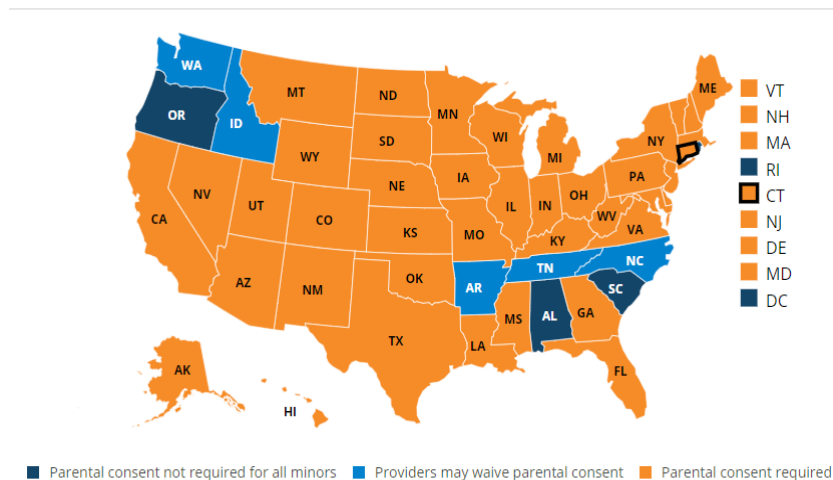 WA
MT
ND
MN
ME
VT
OR
ID
WY
SD
WI
MI
NY
NH
MA
RI
CT
NJ
DE
MD
DC
NV
UT
CO
NE
IA
IL
IN
OH
PA
CA
AZ
NM
KS
MO
KY
WV
VA
OK
AR
TN
NC
SC
TX
LA
MS
AL
GA
FL
AK
HI
Parental consent not required for all minors Providers may waive parental consent Parental consent required